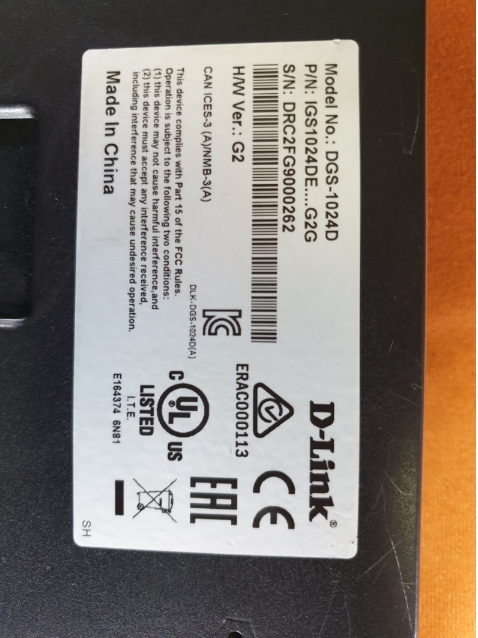 Model No.: DGS-1024D
P/N: IGS1024DE....G2G
S/N: DRC2FG9000262
H/W Ver.: G2
CAN ICES-3 (A)/NMB-3(A)
DLK-DGS-1024D(A)
This device complies with Part 15 of the FCC Rules.
Operation is subject to the following two conditions:
(1) this device may not cause harmful interference,and
(2) this device must accept any interference received,
including interference that may cause undesired operation.
Made In China
D-Link®
CE
ERAC000113
EAC
C UL US
®
LISTED
I.T.E.
E164374 6N81
SH